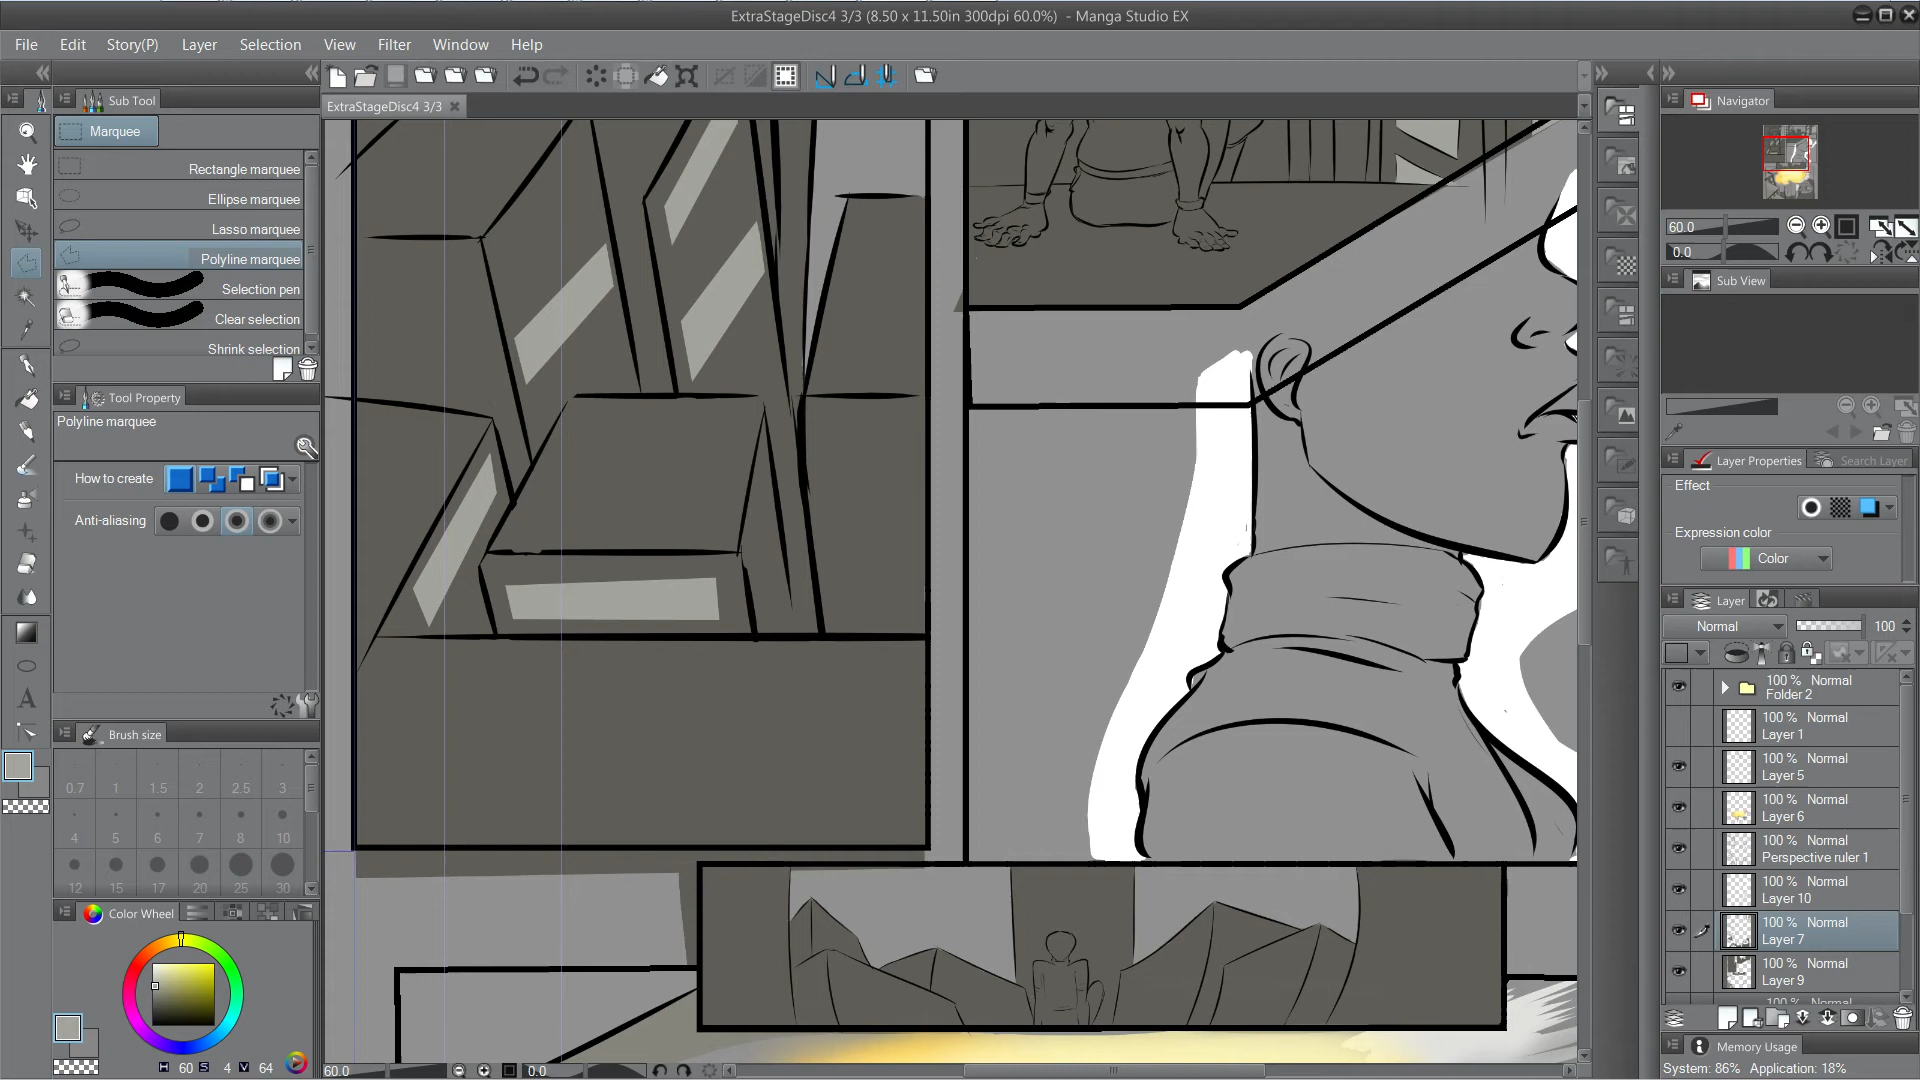 ExtraStageDisc4 3/3 (8.50 x 11.50in 300dpi 60.0%)  - Manga Studio EX
File Edit Story(P) Layer Selection View Filter Window Help
Sub Tool
ExtraStageDisc4 3/3
Navigator
Marquee
Rectangle marquee
Ellipse marquee
Lasso marquee
Polyline marquee
Selection pen
Clear selection
Shrink selection
60.0
0.0
Sub View
Tool Property
Polyline marquee
How to create
Anti-aliasing
Layer Properties Search Layer
Effect
Expression color
Color
Layer
Normal 100
100 % Normal
Folder 2
100 % Normal
Layer 1
100 % Normal
Layer 5
100 % Normal
Layer 6
100 % Normal
Perspective ruler 1
100 % Normal
Layer 10
100 % Normal
Layer 7
100 % Normal
Layer 9
100 % Normal
Brush size
0.7 1 1.5 2 2.5 3
4 5 6 7 8 10
12 15 17 20 25 30
Color Wheel
H 60 S 4 V 64
60.0 0.0
Memory Usage
System: 86% Application: 18%